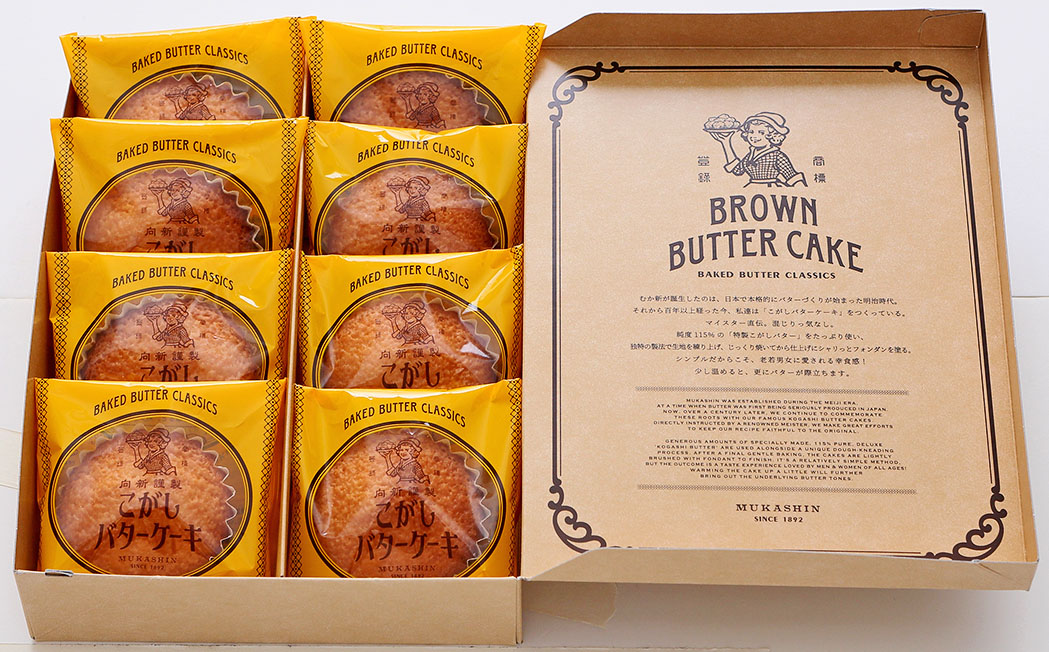 BAKED BUTTER CLASSICS
BAKED BUTTER CLASSICS
BAKED BUTTER CLASSICS
向新謹製
こがし
BAKED BUTTER CLASSICS
向新謹製
こがし
BAKED BUTTER CLASSICS
向新謹製
こがし
BAKED BUTTER CLASSICS
向新謹製
こがし
BAKED BUTTER CLASSICS
向新謹製
こがし
バターケーキ
MUKASHIN
SINCE 1892
BAKED BUTTER CLASSICS
向新謹製
こがし
バターケーキ
MUKASHIN
SINCE 1892
登録 商標
BROWN
BUTTER CAKE
BAKED BUTTER CLASSICS
むか新が誕生したのは、日本で本格的にバターづくりが始まった明治時代。
それから百年以上経った今、私達は「こがしバターケーキ」をつくっている。
マイスター直伝。混じりっ気なし。
純度115%の「特製こがしバター」をたっぷり使い、
独特の製法で生地を練り上げ、じっくり焼いてから仕上げにシャリっとフォンダンを塗る。
シンプルだからこそ、老若男女に愛される幸食感!
少し温めると、更にバターが際立ちます。
MUKASHIN WAS ESTABLISHED DURING THE MEIJI ERA,
AT A TIME WHEN BUTTER WAS FIRST BEING SERIOUSLY PRODUCED IN JAPAN.
NOW, OVER A CENTURY LATER, WE CONTINUE TO COMMEMORATE
THESE ROOTS WITH OUR FAMOUS KOGASHI BUTTER CAKES.
DIRECTLY INSTRUCTED BY A RENOWNED MEISTER, WE MAKE GREAT EFFORTS
TO KEEP OUR RECIPE FAITHFUL TO THE ORIGINAL.
GENEROUS AMOUNTS OF SPECIALLY MADE, 115% PURE, DELUXE
"KOGASHI-BUTTER" ARE USED ALONGSIDE A UNIQUE DOUGH-KNEADING
PROCESS. AFTER A FINAL GENTLE BAKING, THE CAKES ARE LIGHTLY
BRUSHED WITH FONDANT TO FINISH. IT'S A RELATIVELY SIMPLE METHOD,
BUT THE OUTCOME IS A TASTE EXPERIENCE LOVED BY MEN & WOMEN OF ALL AGES!
WARMING THE CAKE UP A LITTLE WILL FURTHER
BRING OUT THE UNDERLYING BUTTER TONES.
MUKASHIN
SINCE 1892